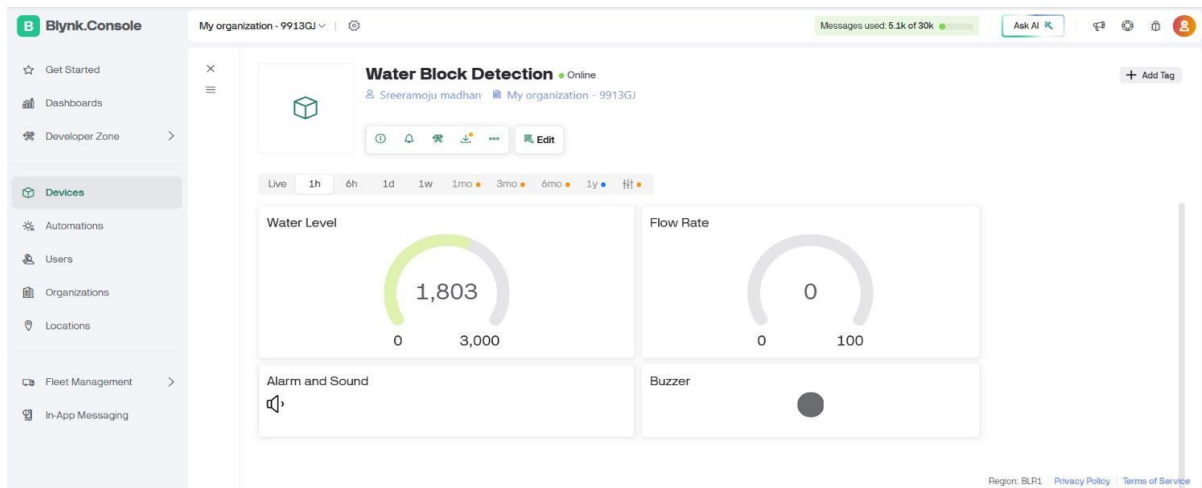 B Blynk.Console
My organization - 9913GJ
Messages used: 5.1k of 30k
Ask AI
Get Started
Dashboards
Developer Zone
Devices
Automations
Users
Organizations
Locations
Fleet Management
In-App Messaging
Water Block Detection Online
Sreeramoju madhan My organization - 9913GJ
+ Add Tag
Edit
Live 1h 6h 1d 1w 1mo 3mo 6mo 1y
Water Level
1,803
0 3,000
Flow Rate
0
0 100
Alarm and Sound
Buzzer
Region: BLR1 Privacy Policy Terms of Service